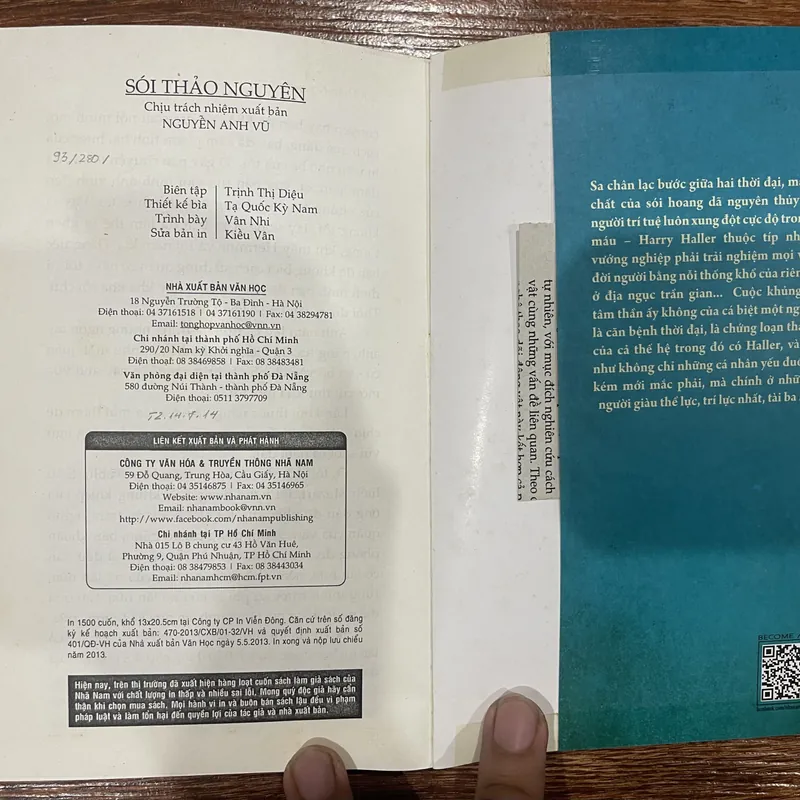 SÓI THẢO NGUYÊN
Chịu trách nhiệm xuất bản
NGUYỄN ANH VŨ
93/280/
Biên tập Trịnh Thị Diệu
Thiết kế bìa Tạ Quốc Kỳ Nam
Trình bày Vân Nhi
Sửa bản in Kiều Vân
NHÀ XUẤT BẢN VĂN HỌC
18 Nguyễn Trường Tộ - Ba Đình - Hà Nội
Điện thoại: 04 37161518 | 04 37161190 | Fax: 04 38294781
Email: tonghopvanhoc@vnn.vn
Chi nhánh tại thành phố Hồ Chí Minh
290/20 Nam kỳ Khởi nghĩa - Quận 3
Điện thoại: 08 38469858 | Fax: 08 38483481
Văn phòng đại diện tại thành phố Đà Nẵng
580 đường Núi Thành - thành phố Đà Nẵng
Điện thoại: 0511 3797709
LIÊN KẾT XUẤT BẢN VÀ PHÁT HÀNH
CÔNG TY VĂN HÓA & TRUYỀN THÔNG NHÃ NAM
59 Đỗ Quang, Trung Hòa, Cầu Giấy, Hà Nội
Điện thoại: 04 35146875 | Fax: 04 35146965
Website: www.nhanam.vn
Email: nhanambook@vnn.vn
http://www.facebook.com/nhanampublishing
Chi nhánh tại TP Hồ Chí Minh
Nhà 015 Lô B chung cư 43 Hồ Văn Huê,
Phường 9, Quận Phú Nhuận, TP Hồ Chí Minh
Điện thoại: 08 38479853 | Fax: 08 38443034
Email: nhanamhcm@hcm.fpt.vn
In 1500 cuốn, khổ 13x20.5cm tại Công ty CP In Viễn Đông. Căn cứ trên số đăng
ký kế hoạch xuất bản: 470-2013/CXB/01-32/VH và quyết định xuất bản số
401/QĐ-VH của Nhà xuất bản Văn Học ngày 5.5.2013. In xong và nộp lưu chiểu
năm 2013.
Hiện nay, trên thị trường đã xuất hiện hàng loạt cuốn sách làm giả sách của
Nhã Nam với chất lượng in thấp và nhiều sai lỗi. Mong quý độc giả hãy cẩn
thận khi chọn mua sách. Mọi hành vi in và buôn bán sách lậu đều vi phạm
pháp luật và làm tổn hại đến quyền lợi của tác giả và nhà xuất bản.
tự nhiên, với mục đích nghiên cứu cách
vật cùng những vấn đề liên quan. Theo
Sa chân lạc bước giữa hai thời đại, ma
chất của sói hoang dã nguyên thủy
người trí tuệ luôn xung đột cực độ tron
máu – Harry Haller thuộc típ nh
vướng nghiệp phải trải nghiệm mọi v
đời người bằng nỗi thống khổ của riên
ở địa ngục trần gian... Cuộc khủng
tâm thần ấy không của cá biệt một ng
là căn bệnh thời đại, là chứng loạn thầ
của cả thế hệ trong đó có Haller, và
như không chỉ những cá nhân yếu đuố
kém mới mắc phải, mà chính ở nhữ
người giàu thể lực, trí lực nhất, tài ba
BECOME A